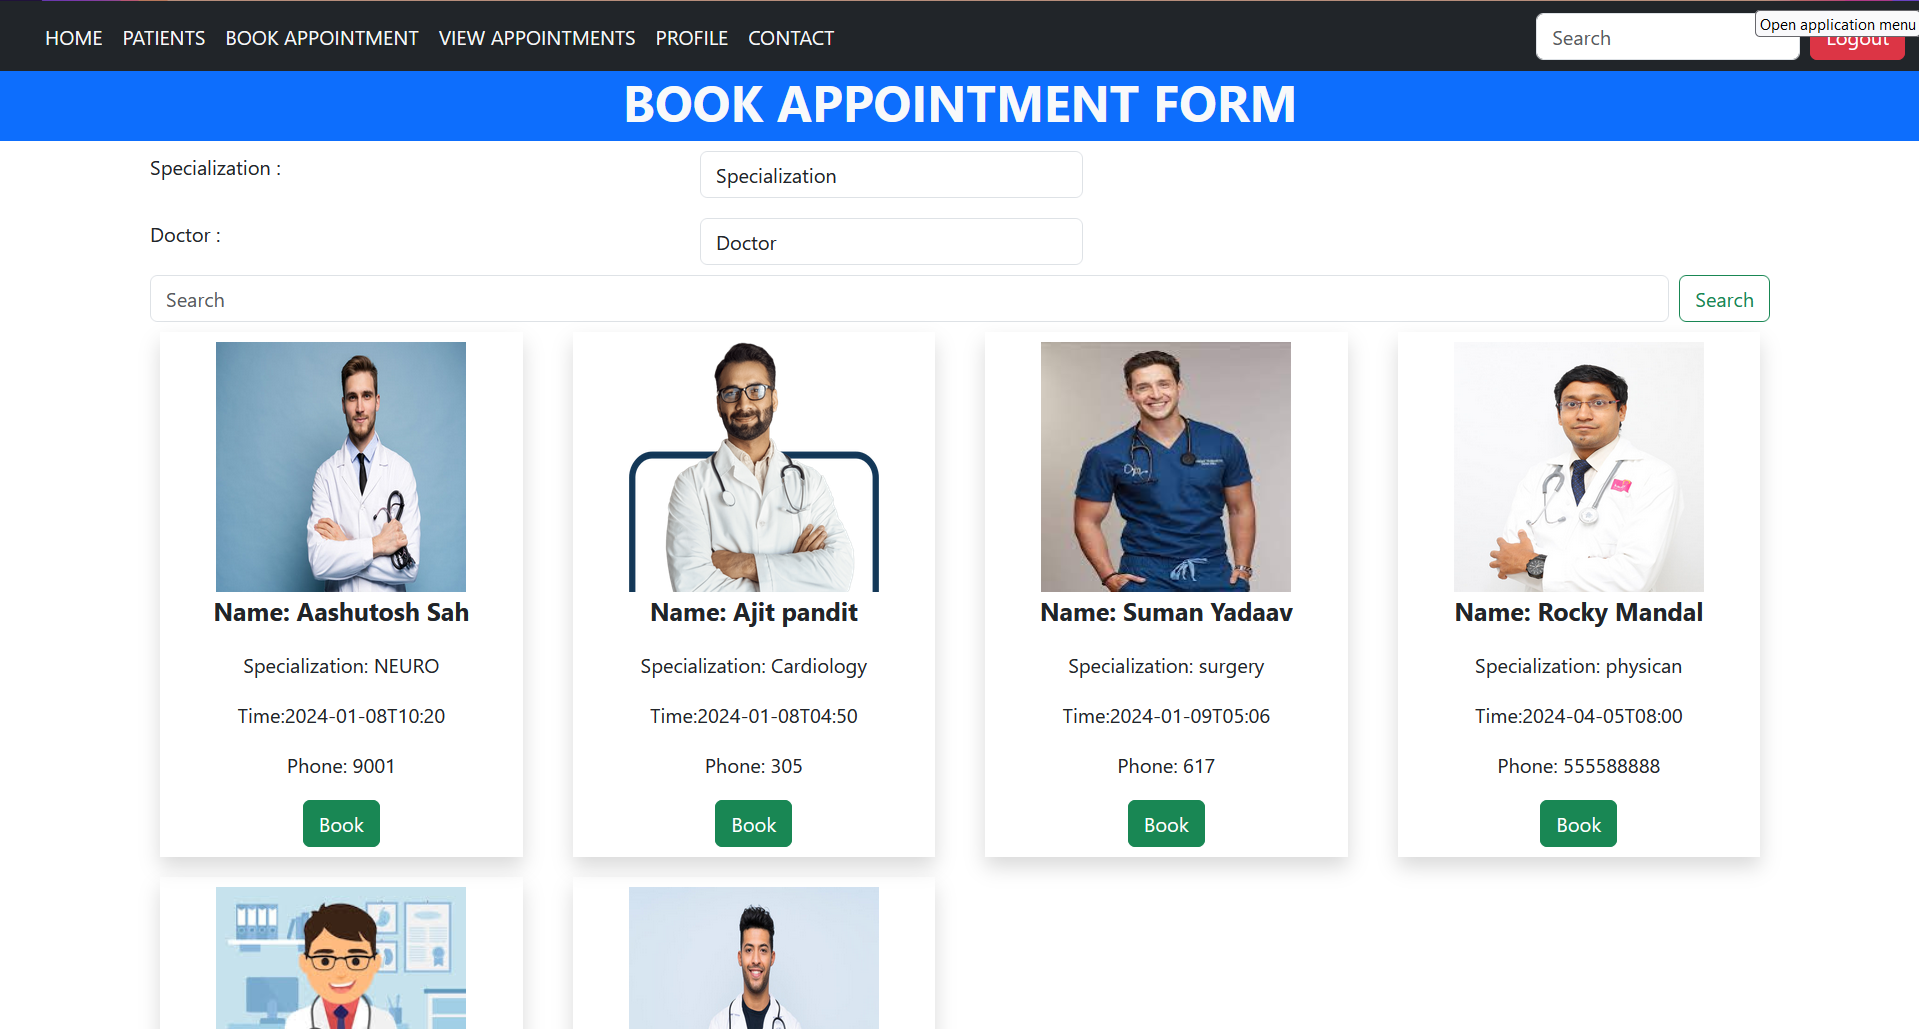 HOME PATIENTS BOOK APPOINTMENT VIEW APPOINTMENTS PROFILE CONTACT Search Open application menu Logout
BOOK APPOINTMENT FORM
Specialization : Specialization
Doctor : Doctor
Search Search
Name: Aashutosh Sah
Specialization: NEURO
Time:2024-01-08T10:20
Phone: 9001
Book
Name: Ajit pandit
Specialization: Cardiology
Time:2024-01-08T04:50
Phone: 305
Book
Name: Suman Yadaav
Specialization: surgery
Time:2024-01-09T05:06
Phone: 617
Book
Name: Rocky Mandal
Specialization: physican
Time:2024-04-05T08:00
Phone: 555588888
Book